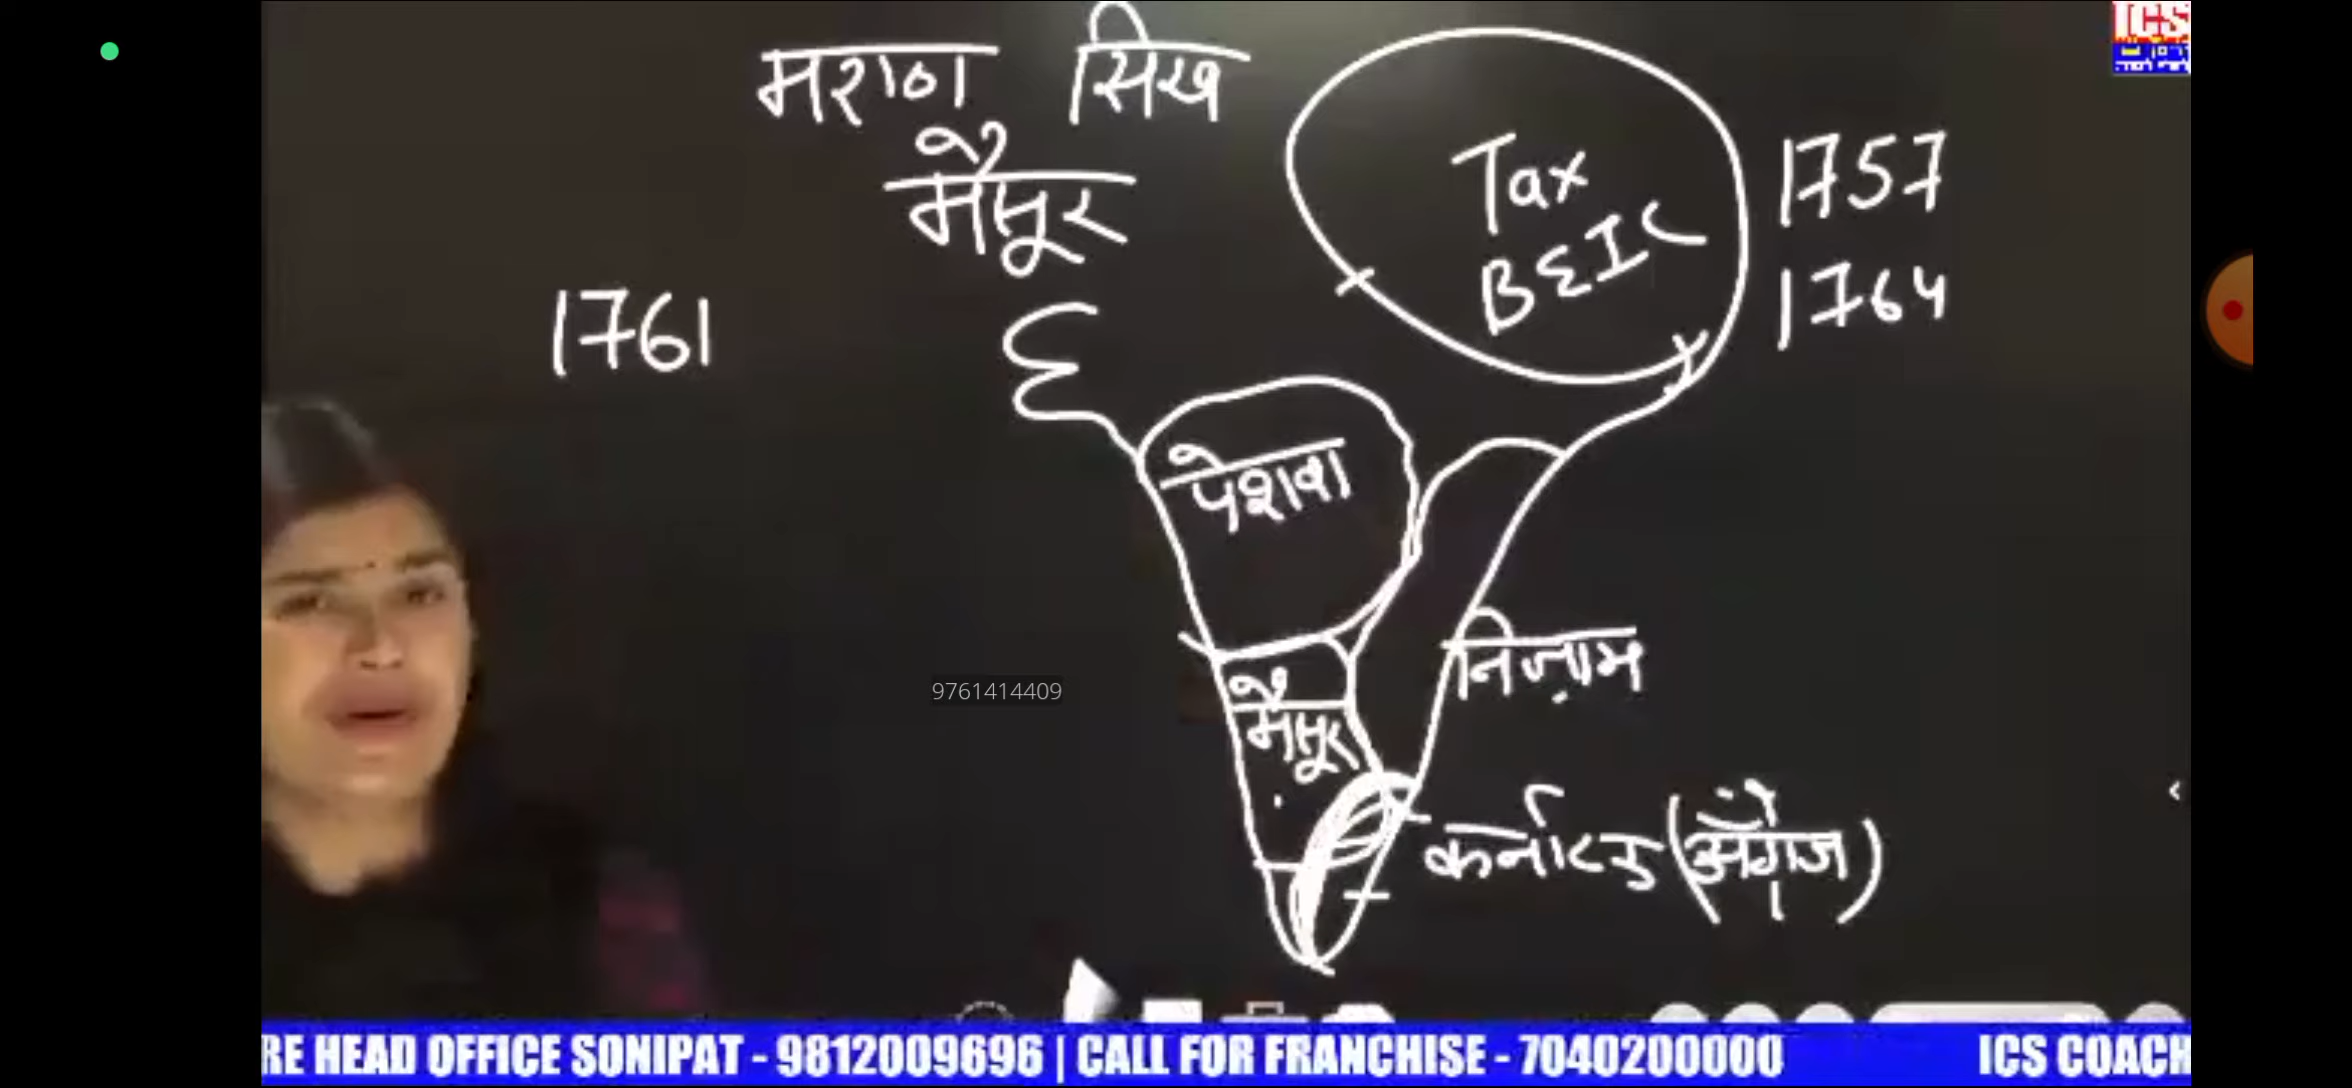 मराठा सिख
मैसूर
1761
Tax
BEIC
1757
1764
पेशवा
निज़ाम
मैसूर
कर्नाटक (अंग्रेज)
9761414409
ICS
RE HEAD OFFICE SONIPAT - 9812009696 | CALL FOR FRANCHISE - 7040200000 ICS COACH